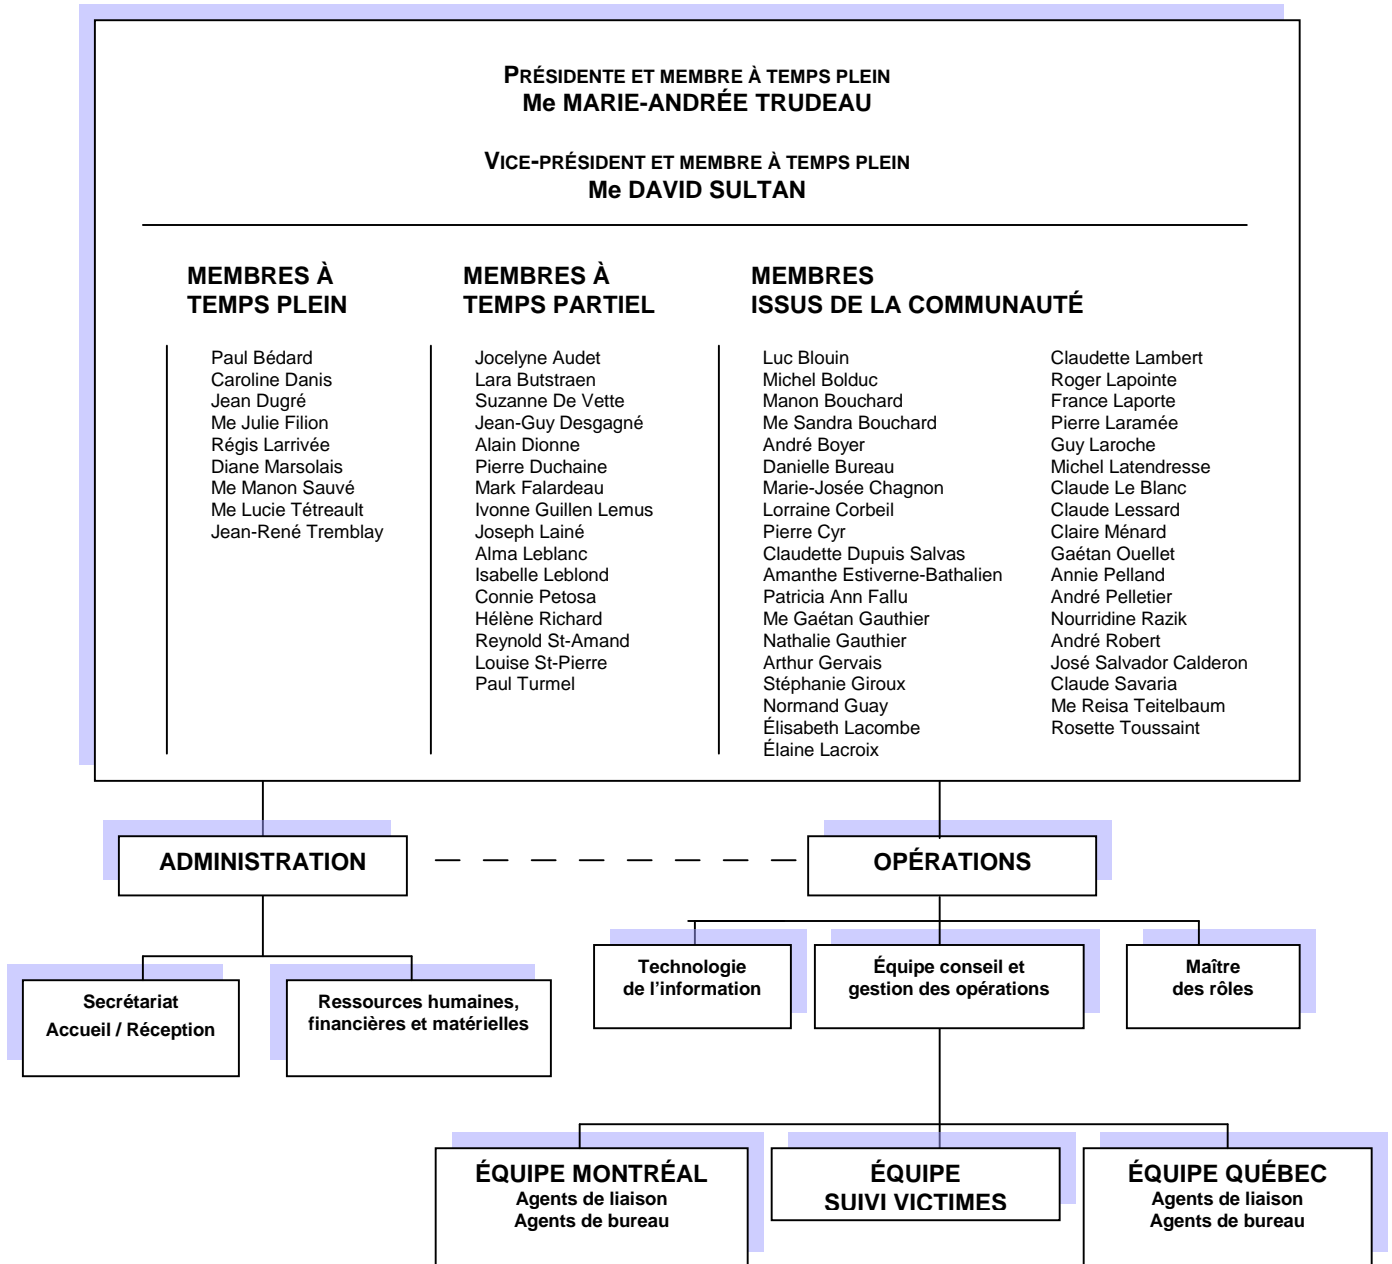 PRÉSIDENTE ET MEMBRE À TEMPS PLEIN
Me MARIE-ANDRÉE TRUDEAU
VICE-PRÉSIDENT ET MEMBRE À TEMPS PLEIN
Me DAVID SULTAN
MEMBRES À
TEMPS PLEIN
Paul Bédard
Caroline Danis
Jean Dugré
Me Julie Filion
Régis Larrivée
Diane Marsolais
Me Manon Sauvé
Me Lucie Tétreault
Jean-René Tremblay
MEMBRES À
TEMPS PARTIEL
Jocelyne Audet
Lara Butstraen
Suzanne De Vette
Jean-Guy Desgagné
Alain Dionne
Pierre Duchaine
Mark Falardeau
Ivonne Guillen Lemus
Joseph Lainé
Alma Leblanc
Isabelle Leblond
Connie Petosa
Hélène Richard
Reynold St-Amand
Louise St-Pierre
Paul Turmel
MEMBRES
ISSUS DE LA COMMUNAUTÉ
Luc Blouin
Michel Bolduc
Manon Bouchard
Me Sandra Bouchard
André Boyer
Danielle Bureau
Marie-Josée Chagnon
Lorraine Corbeil
Pierre Cyr
Claudette Dupuis Salvas
Amanthe Estiverne-Bathalien
Patricia Ann Fallu
Me Gaétan Gauthier
Nathalie Gauthier
Arthur Gervais
Stéphanie Giroux
Normand Guay
Élisabeth Lacombe
Élaine Lacroix
Claudette Lambert
Roger Lapointe
France Laporte
Pierre Laramée
Guy Laroche
Michel Latendresse
Claude Le Blanc
Claude Lessard
Claire Ménard
Gaétan Ouellet
Annie Pelland
André Pelletier
Nourridine Razik
André Robert
José Salvador Calderon
Claude Savaria
Me Reisa Teitelbaum
Rosette Toussaint
ADMINISTRATION
OPÉRATIONS
Secrétariat
Accueil / Réception
Ressources humaines,
financières et matérielles
Technologie
de l'information
Équipe conseil et
gestion des opérations
Maître
des rôles
ÉQUIPE MONTRÉAL
Agents de liaison
Agents de bureau
ÉQUIPE
SUIVI VICTIMES
ÉQUIPE QUÉBEC
Agents de liaison
Agents de bureau